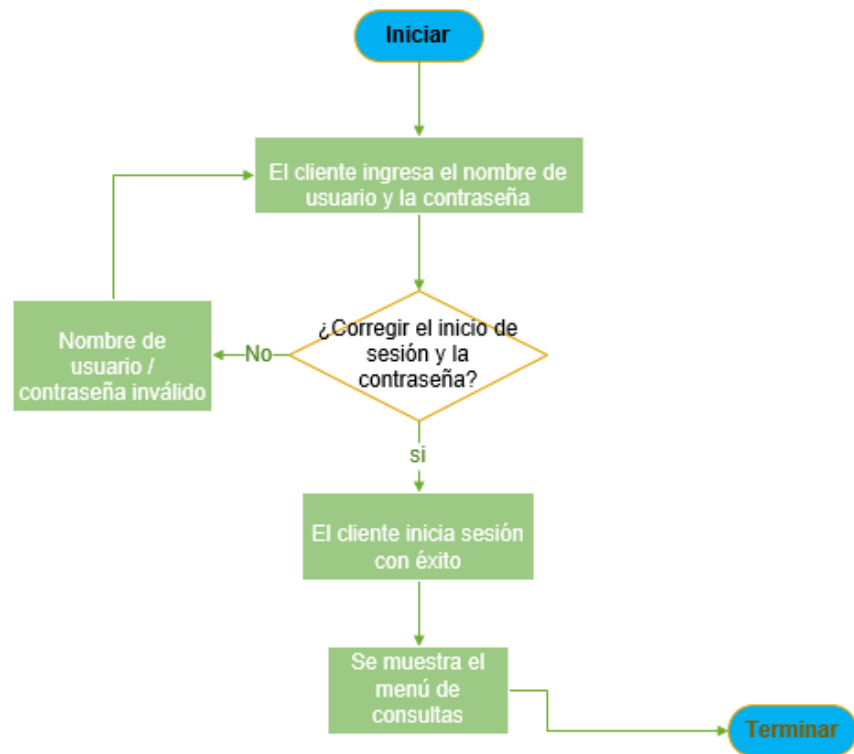 Iniciar
El cliente ingresa el nombre de
usuario y la contraseña
¿Corregir el inicio de
sesión y la
contraseña?
No
Nombre de
usuario /
contraseña inválido
si
El cliente inicia sesión
con éxito
Se muestra el
menú de
consultas
Terminar